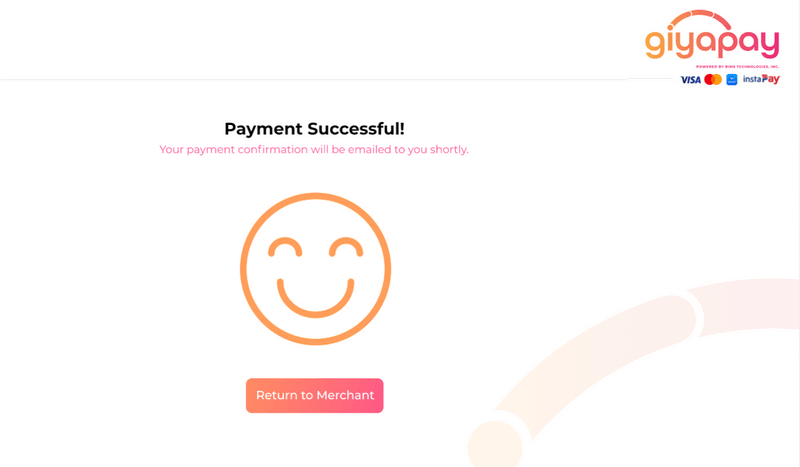 giyapay
POWERED BY BINS TECHNOLOGIES, INC.
VISA instaPay
Payment Successful!
Your payment confirmation will be emailed to you shortly.
Return to Merchant